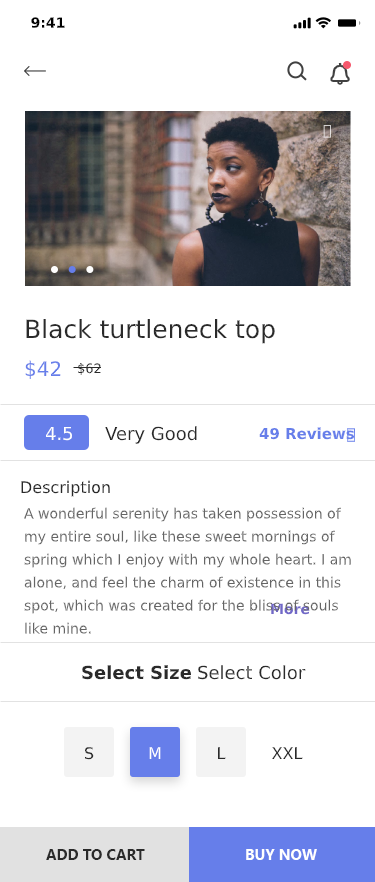 9:41
Black turtleneck top
$42 $62
4.5 Very Good 49 Reviews
Description
A wonderful serenity has taken possession of
my entire soul, like these sweet mornings of
spring which I enjoy with my whole heart. I am
alone, and feel the charm of existence in this
spot, which was created for the bliss of souls
More
like mine.
Select Size Select Color
S M L XXL
ADD TO CART BUY NOW